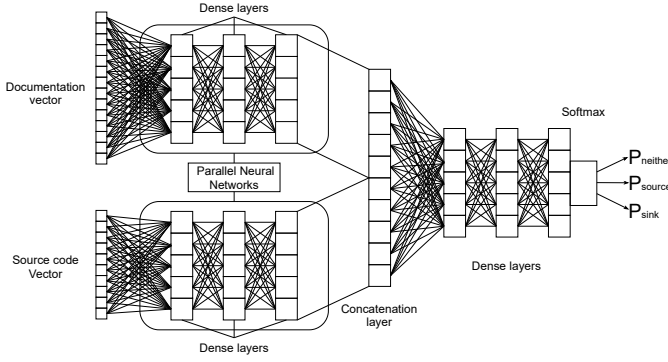 Dense layers
Documentation
vector
Softmax
Parallel Neural
Networks
Pneithe
Psource
Psink
Source code
Vector
Dense layers
Concatenation
layer
Dense layers